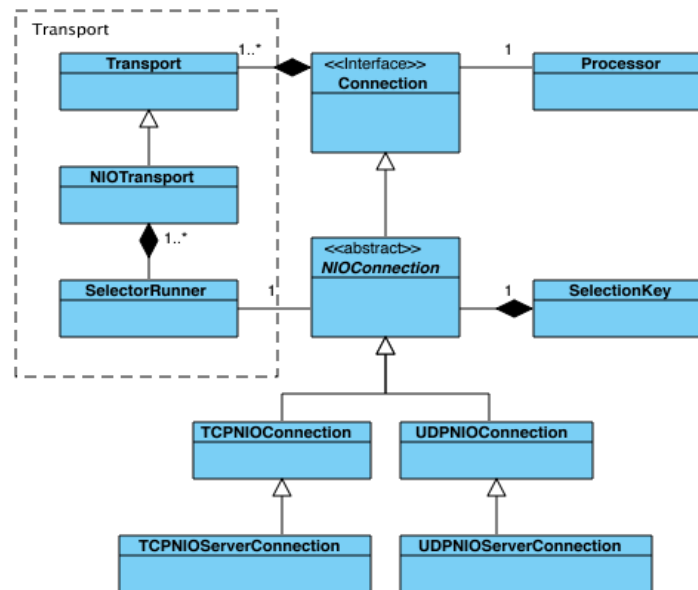 Transport
Transport
1..*
<<Interface>>
Connection
1
Processor
NIOTransport
1..*
<<abstract>>
NIOConnection
SelectorRunner
1
1
SelectionKey
TCPNIOConnection
UDPNIOConnection
TCPNIOServerConnection
UDPNIOServerConnection